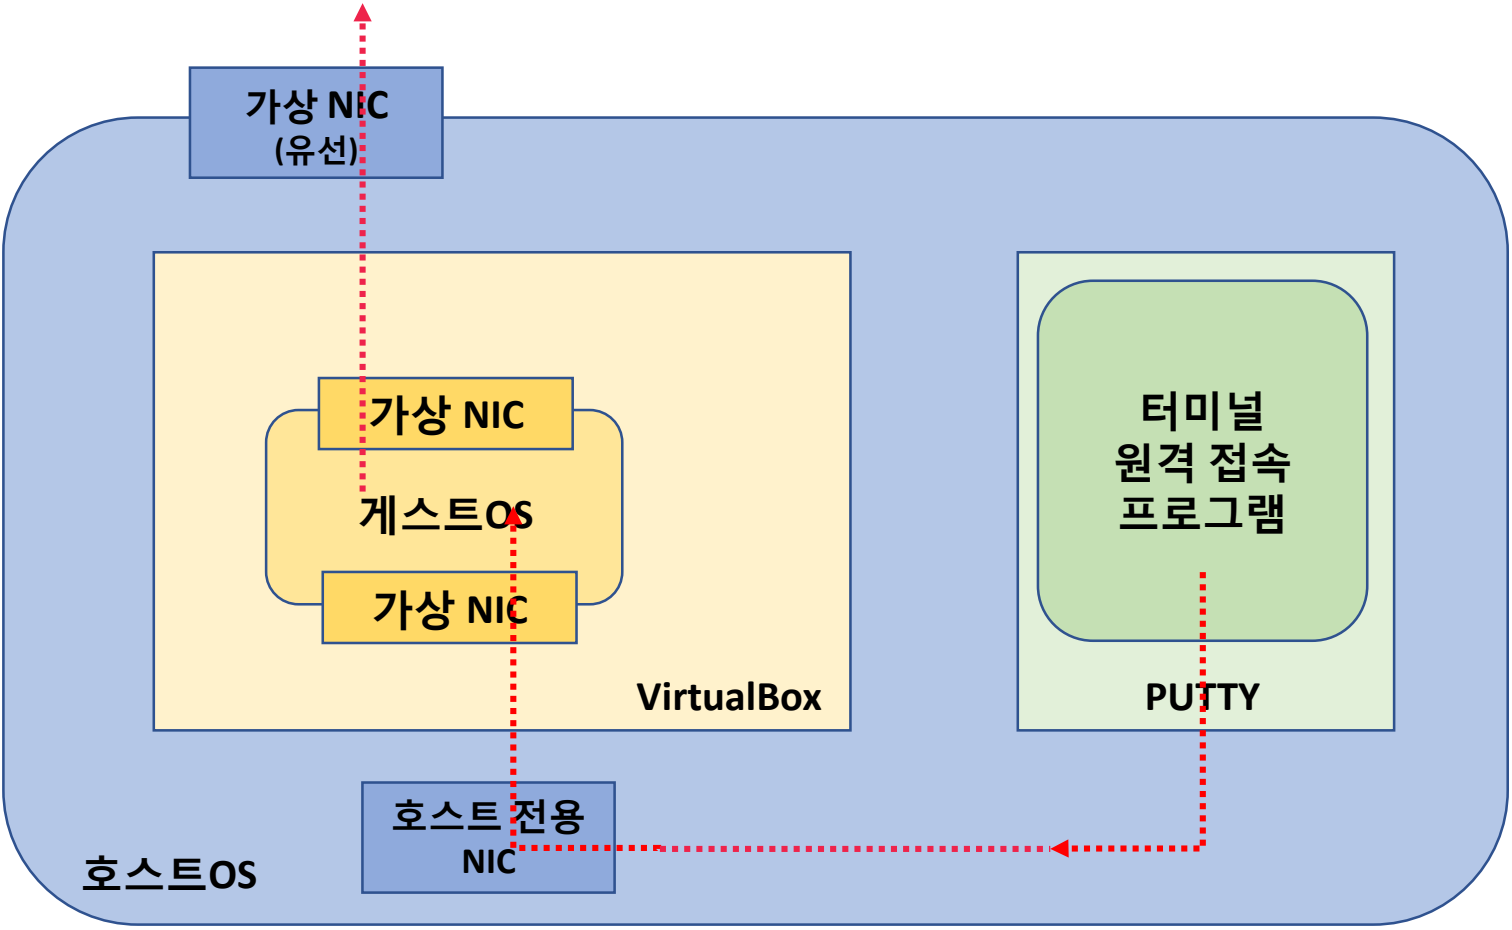 가상 NIC
(유선)
가상 NIC
게스트OS
가상 NIC
VirtualBox
터미널
원격 접속
프로그램
PUTTY
호스트 전용
NIC
호스트OS